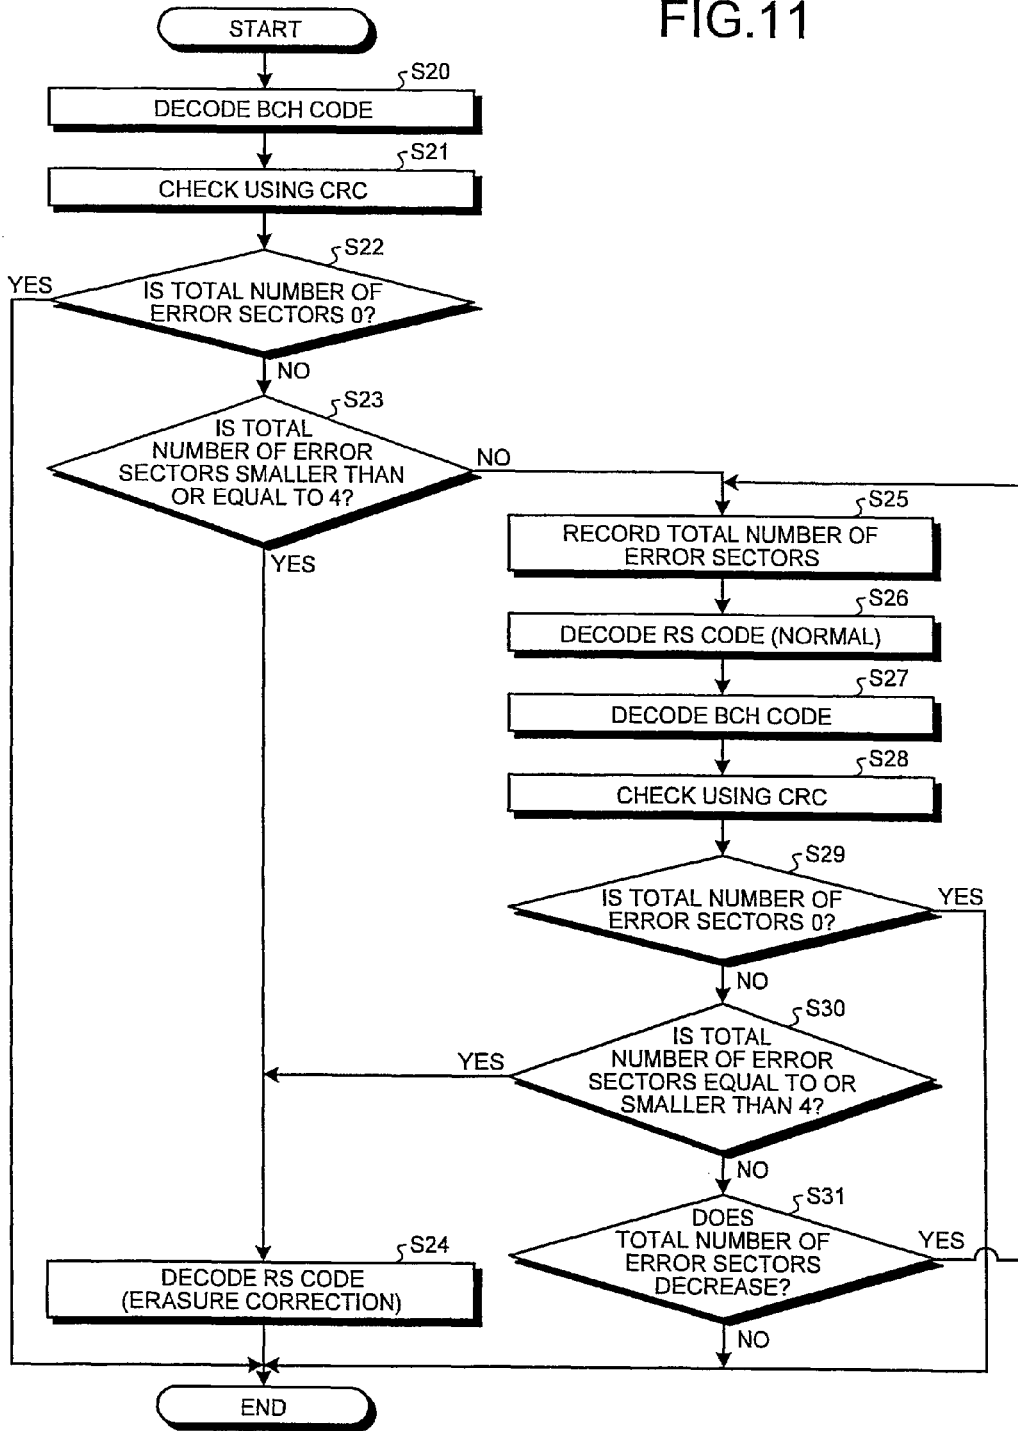 FIG.11
START
S20
DECODE BCH CODE
S21
CHECK USING CRC
S22
YES
IS TOTAL NUMBER OF
ERROR SECTORS 0?
NO
S23
IS TOTAL
NUMBER OF ERROR
SECTORS SMALLER THAN
OR EQUAL TO 4?
NO
YES
S25
RECORD TOTAL NUMBER OF
ERROR SECTORS
S26
DECODE RS CODE (NORMAL)
S27
DECODE BCH CODE
S28
CHECK USING CRC
S29
IS TOTAL NUMBER OF
ERROR SECTORS 0?
YES
NO
S30
IS TOTAL
NUMBER OF ERROR
SECTORS EQUAL TO OR
SMALLER THAN 4?
YES
NO
S31
DOES
TOTAL NUMBER OF
ERROR SECTORS
DECREASE?
YES
NO
S24
DECODE RS CODE
(ERASURE CORRECTION)
END